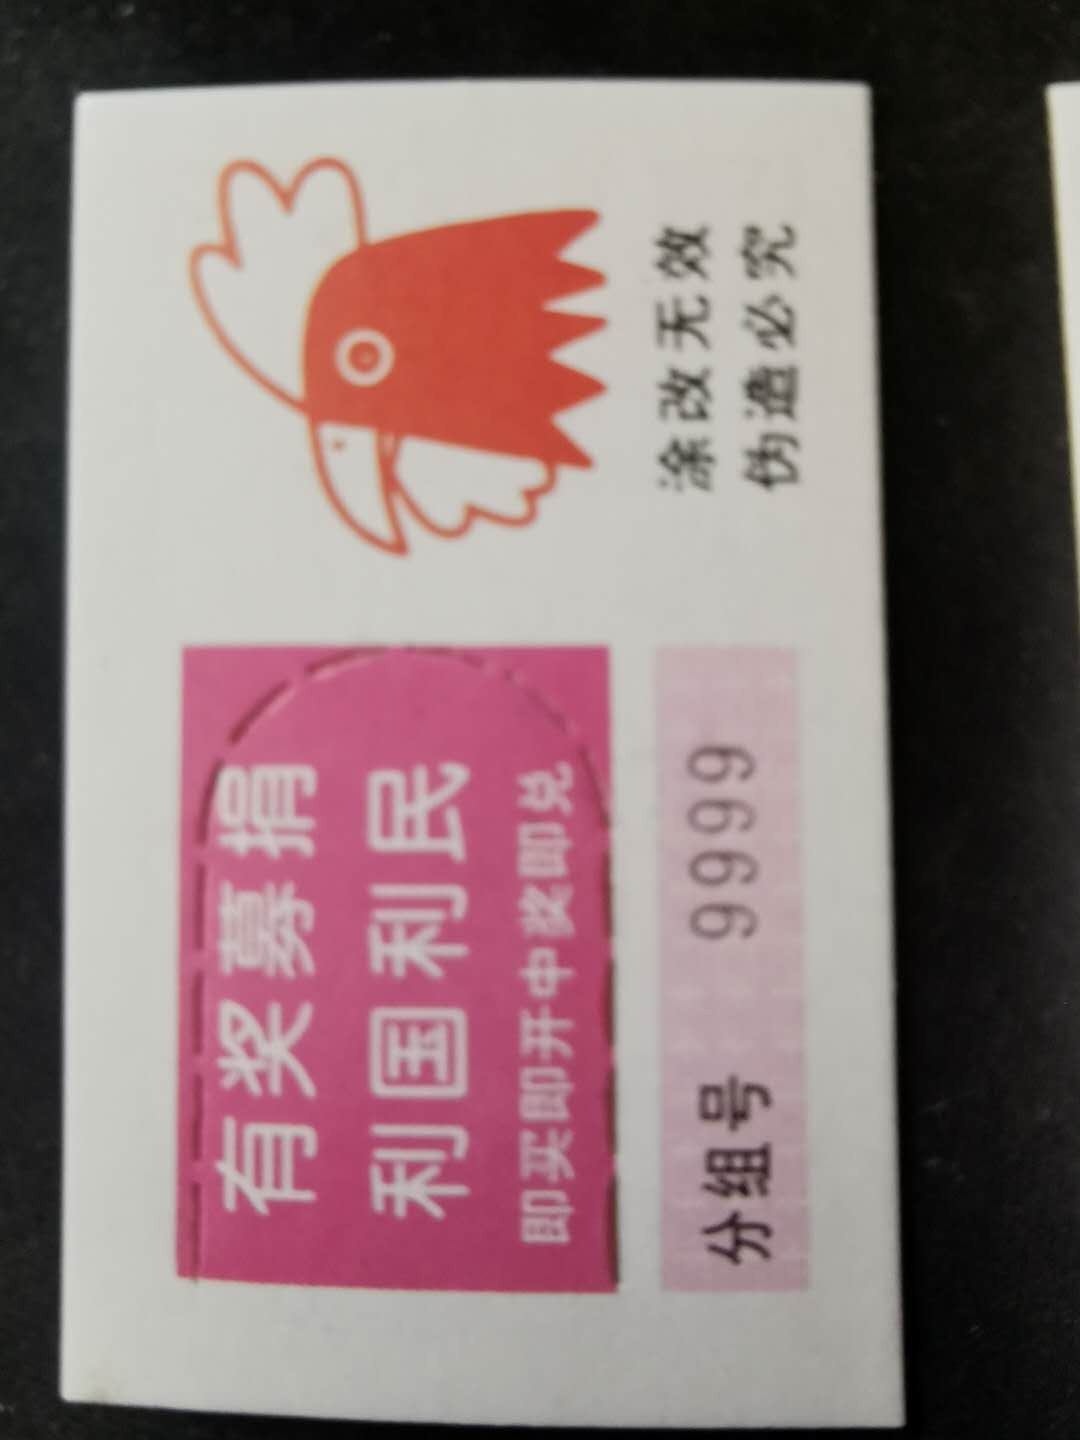 有奖募捐
利国利民
即买即开中奖即兑
分组号 9999
涂改无效
伪造必究